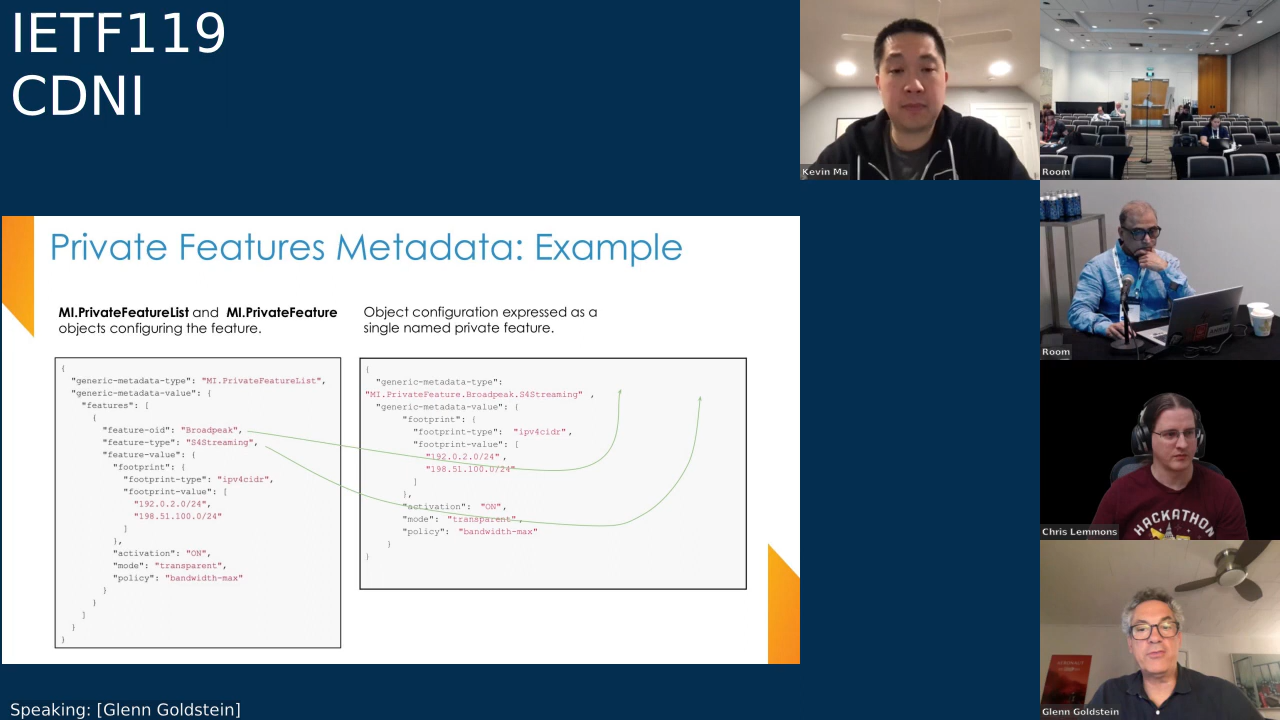 IETF119
CDNI
Private Features Metadata: Example
MI.PrivateFeatureList and MI.PrivateFeature
objects configuring the feature.
{
"generic-metadata-type": "MI.PrivateFeatureList",
"generic-metadata-value": {
"features": [
{
"feature-oid": "Broadpeak",
"feature-type": "S4Streaming",
"feature-value": {
"footprint": {
"footprint-type": "ipv4cidr",
"footprint-value": [
"192.0.2.0/24",
"198.51.100.0/24"
]
},
"activation": "ON",
"mode": "transparent",
"policy": "bandwidth-max"
}
}
]
}
}
Object configuration expressed as a
single named private feature.
{
"generic-metadata-type":
"MI.PrivateFeature.Broadpeak.S4Streaming" ,
"generic-metadata-value": {
"footprint": {
"footprint-type": "ipv4cidr",
"footprint-value": [
"192.0.2.0/24",
"198.51.100.0/24"
]
},
"activation": "ON",
"mode": "transparent",
"policy": "bandwidth-max"
}
}
Kevin Ma
Room
Room
Chris Lemmons
HACKATHON
Glenn Goldstein
Speaking: [Glenn Goldstein]